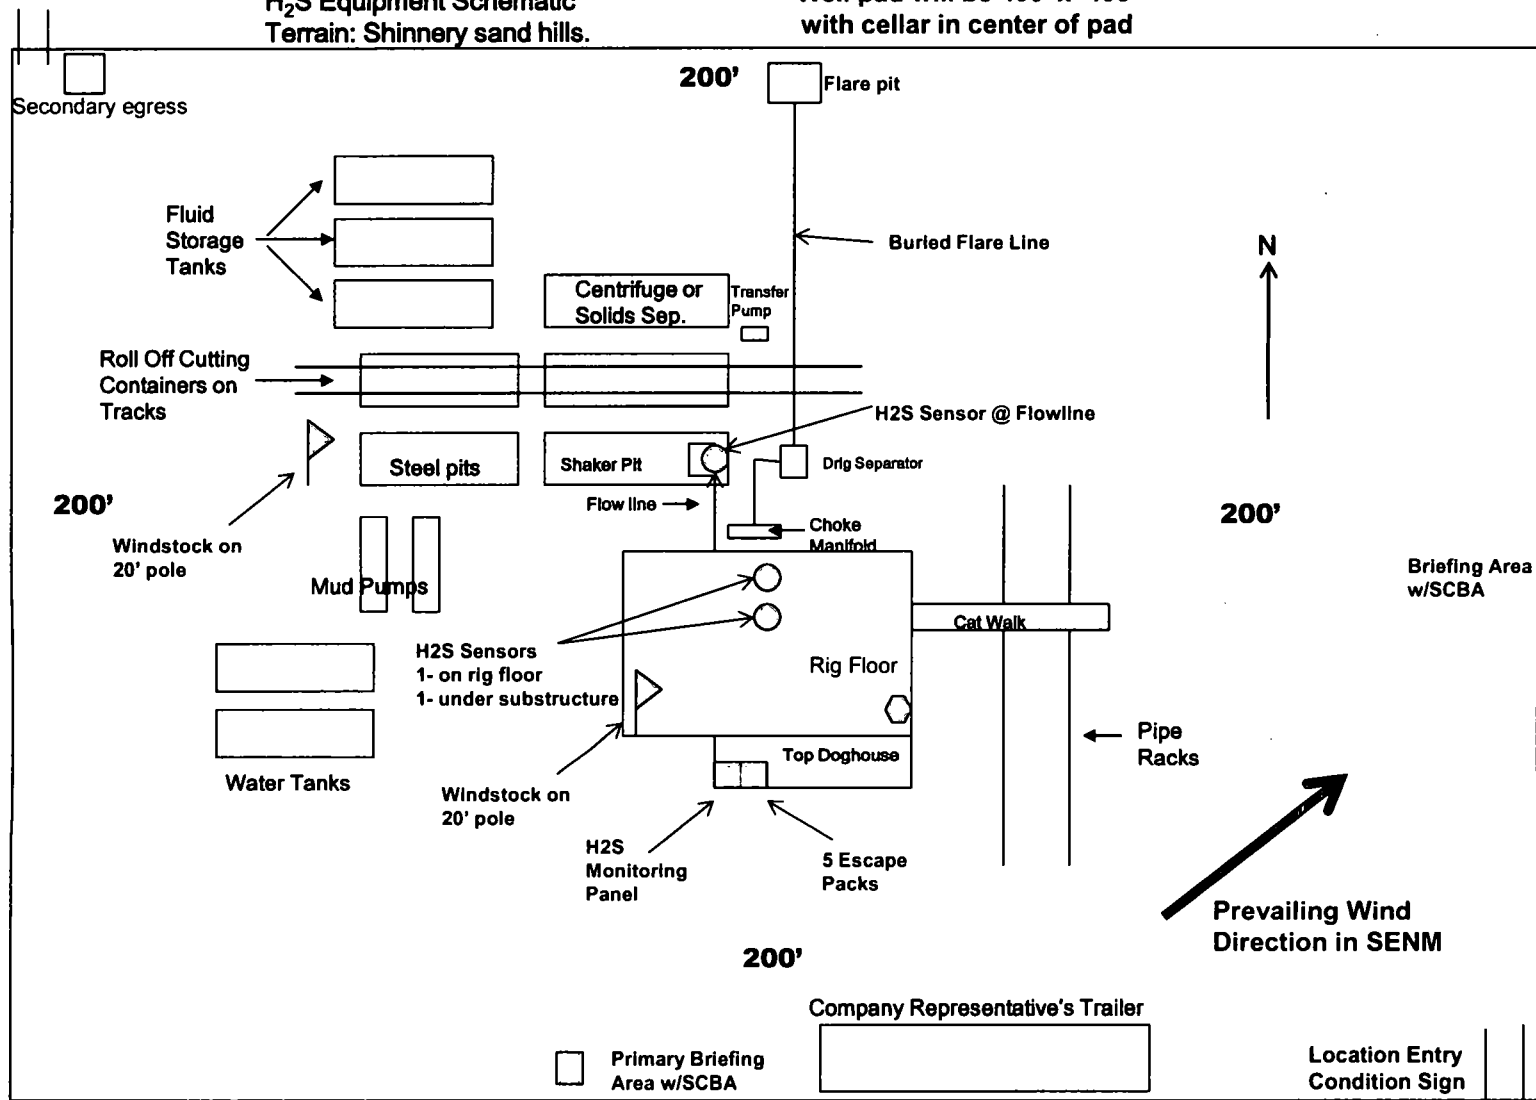 H₂S Equipment Schematic
Terrain: Shinnery sand hills.
with cellar in center of pad
200'
Flare pit
Secondary egress
Fluid
Storage
Tanks
Buried Flare Line
N
Centrifuge or
Solids Sep.
Transfer
Pump
Roll Off Cutting
Containers on
Tracks
H2S Sensor @ Flowline
Steel pits
Shaker Pit
Drlg Separator
200'
Flow line
200'
Choke
Manifold
Windstock on
20' pole
Mud Pumps
Briefing Area
w/SCBA
Cat Walk
H2S Sensors
1- on rig floor
1- under substructure
Rig Floor
Pipe
Racks
Top Doghouse
Water Tanks
Windstock on
20' pole
H2S
Monitoring
Panel
5 Escape
Packs
Prevailing Wind
Direction in SENM
200'
Company Representative's Trailer
Primary Briefing
Area w/SCBA
Location Entry
Condition Sign